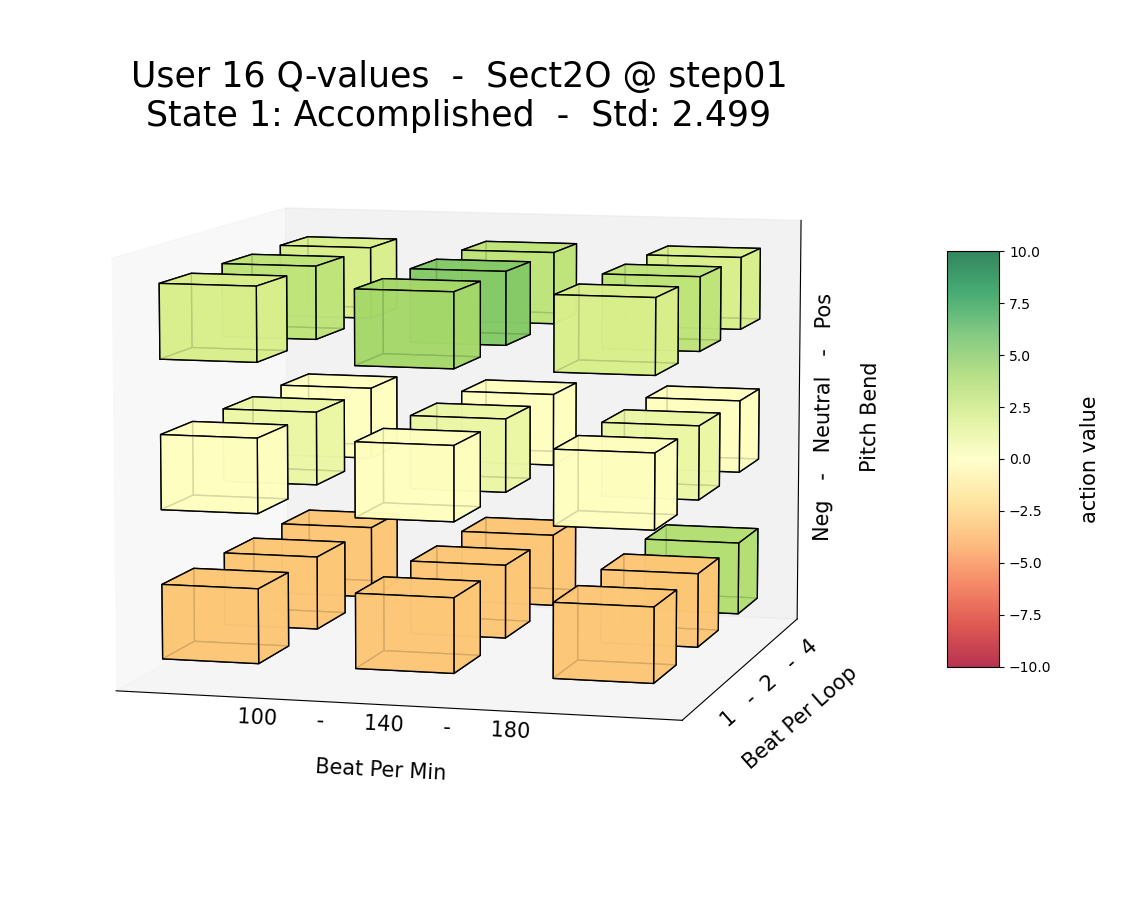 User 16 Q-values - Sect2O @ step01
State 1: Accomplished - Std: 2.499
Neg - Neutral - Pos
Pitch Bend
1 - 2 - 4
Beat Per Loop
100 - 140 - 180
Beat Per Min
10.0
7.5
5.0
2.5
0.0
−2.5
−5.0
−7.5
−10.0
action value